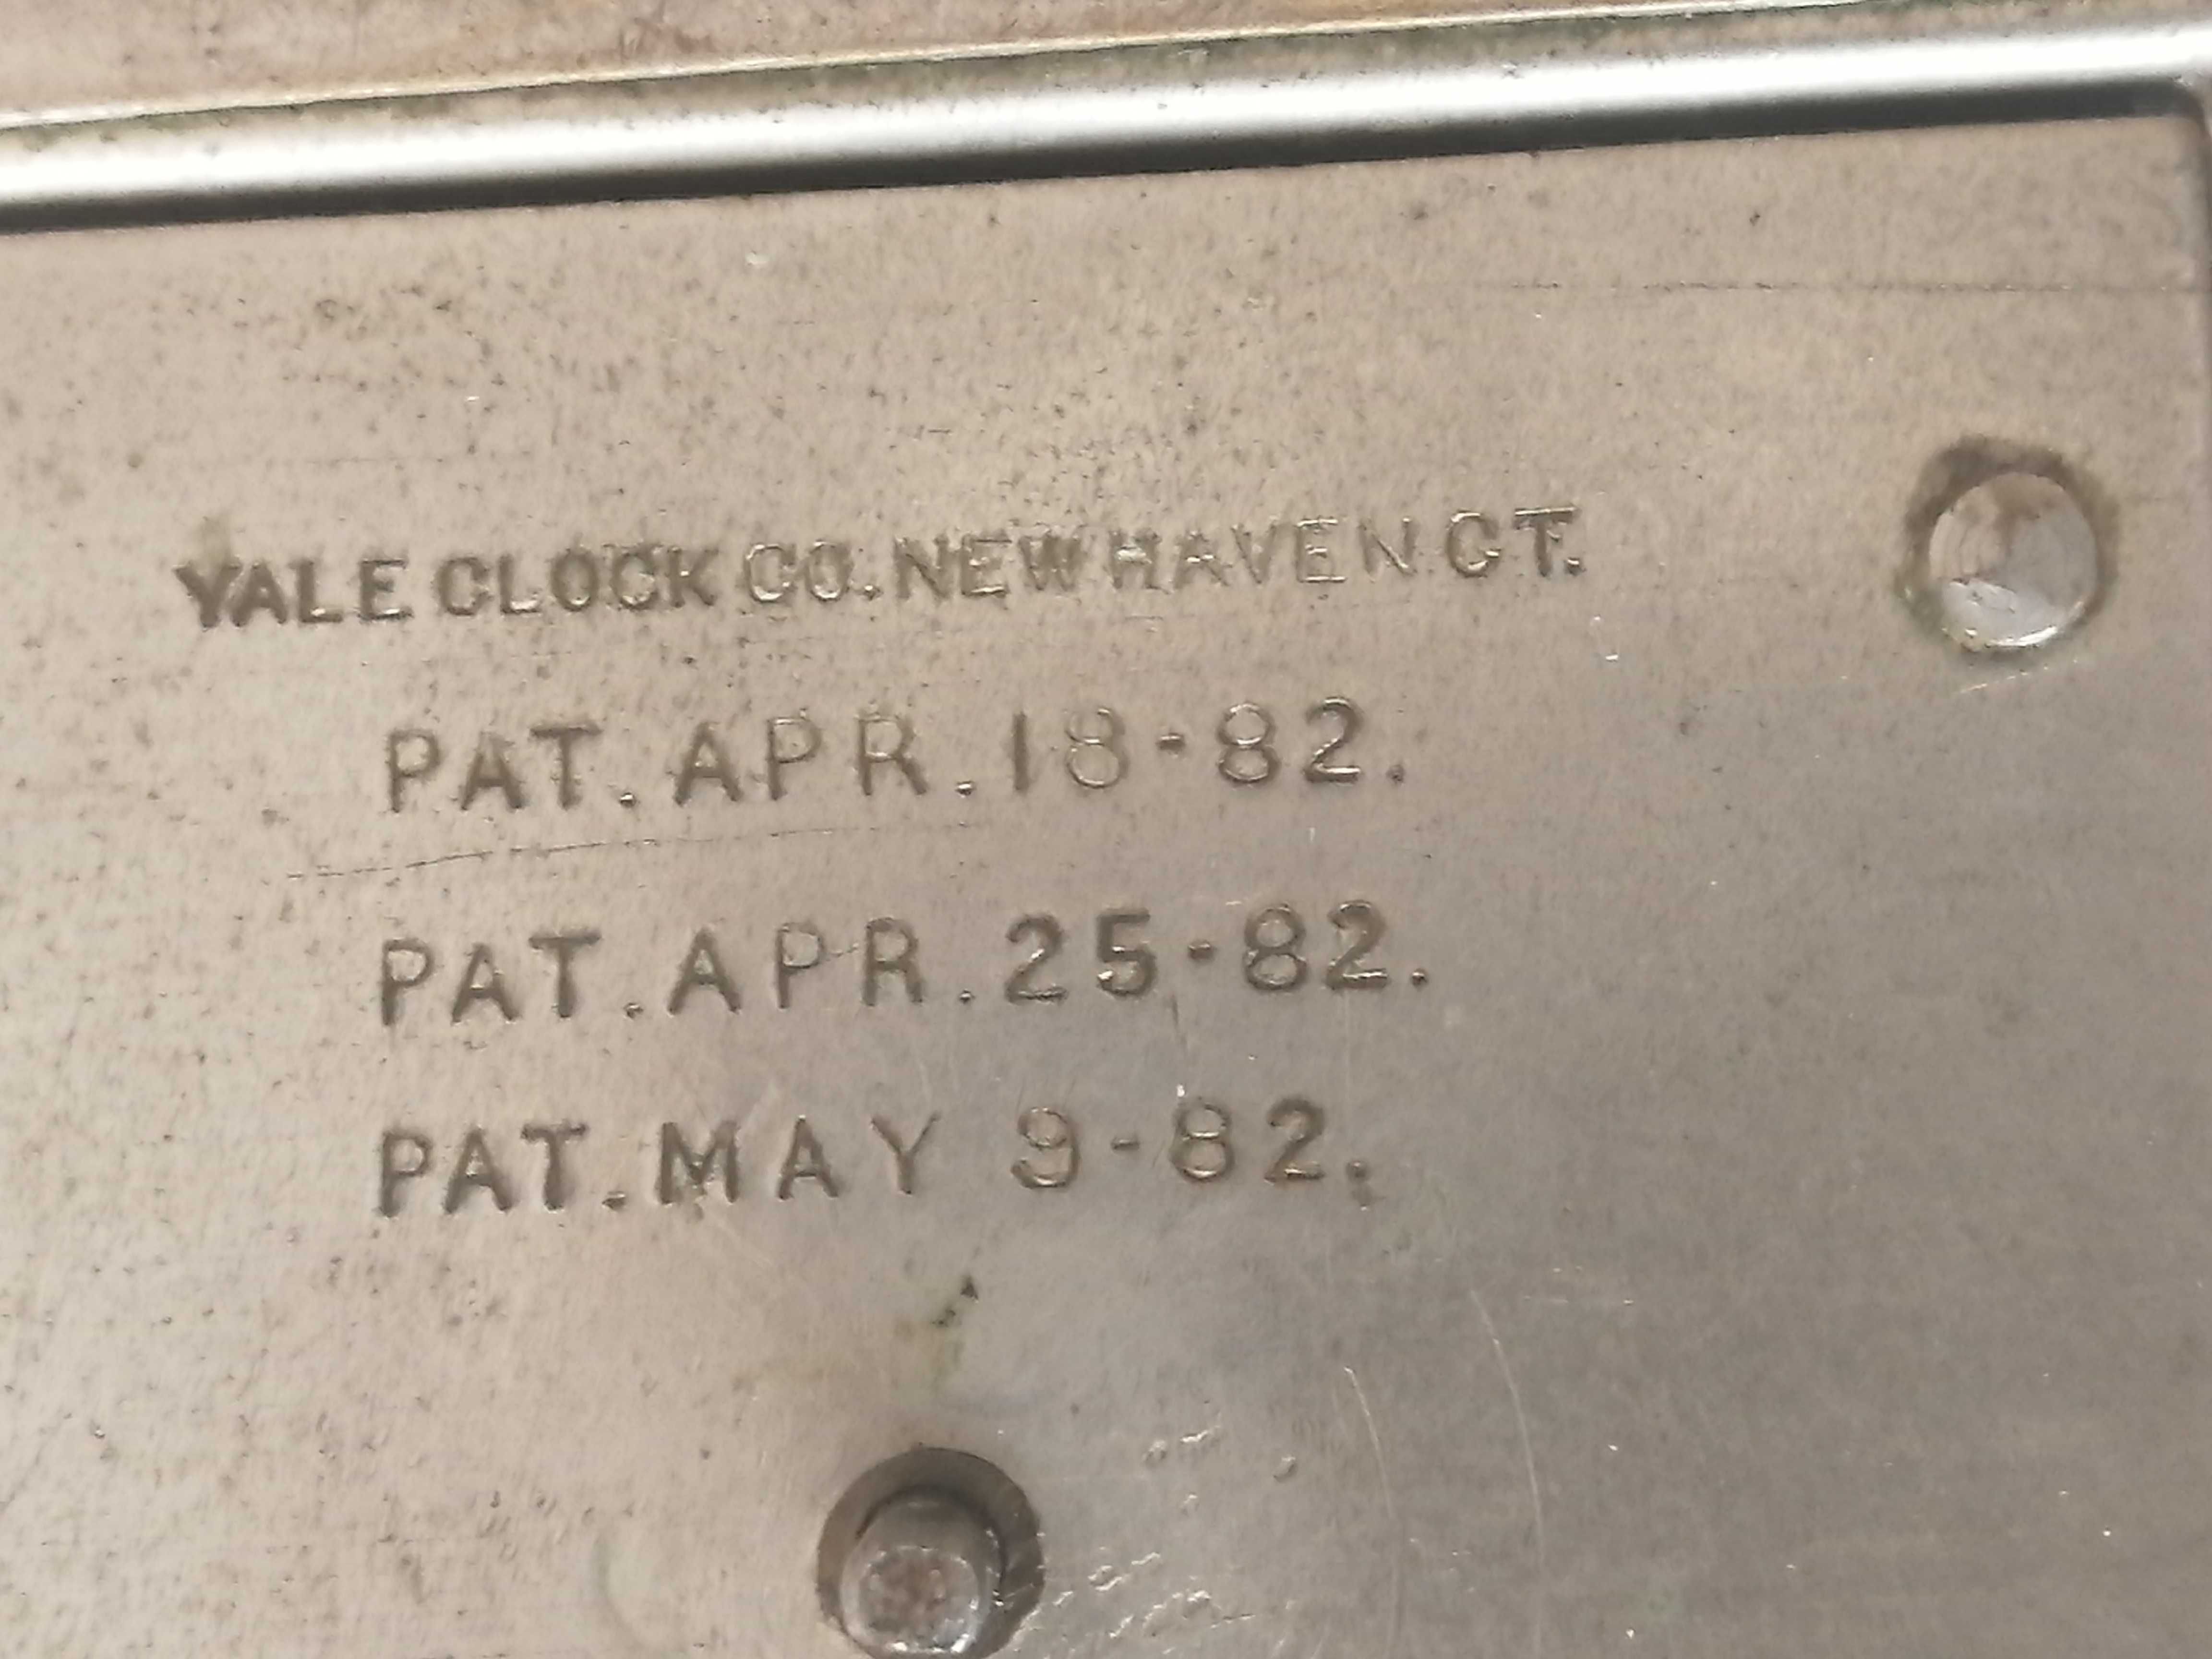 YALE CLOCK CO. NEW HAVEN CT.
PAT. APR. 18-82.
PAT. APR. 25-82.
PAT. MAY 9-82.